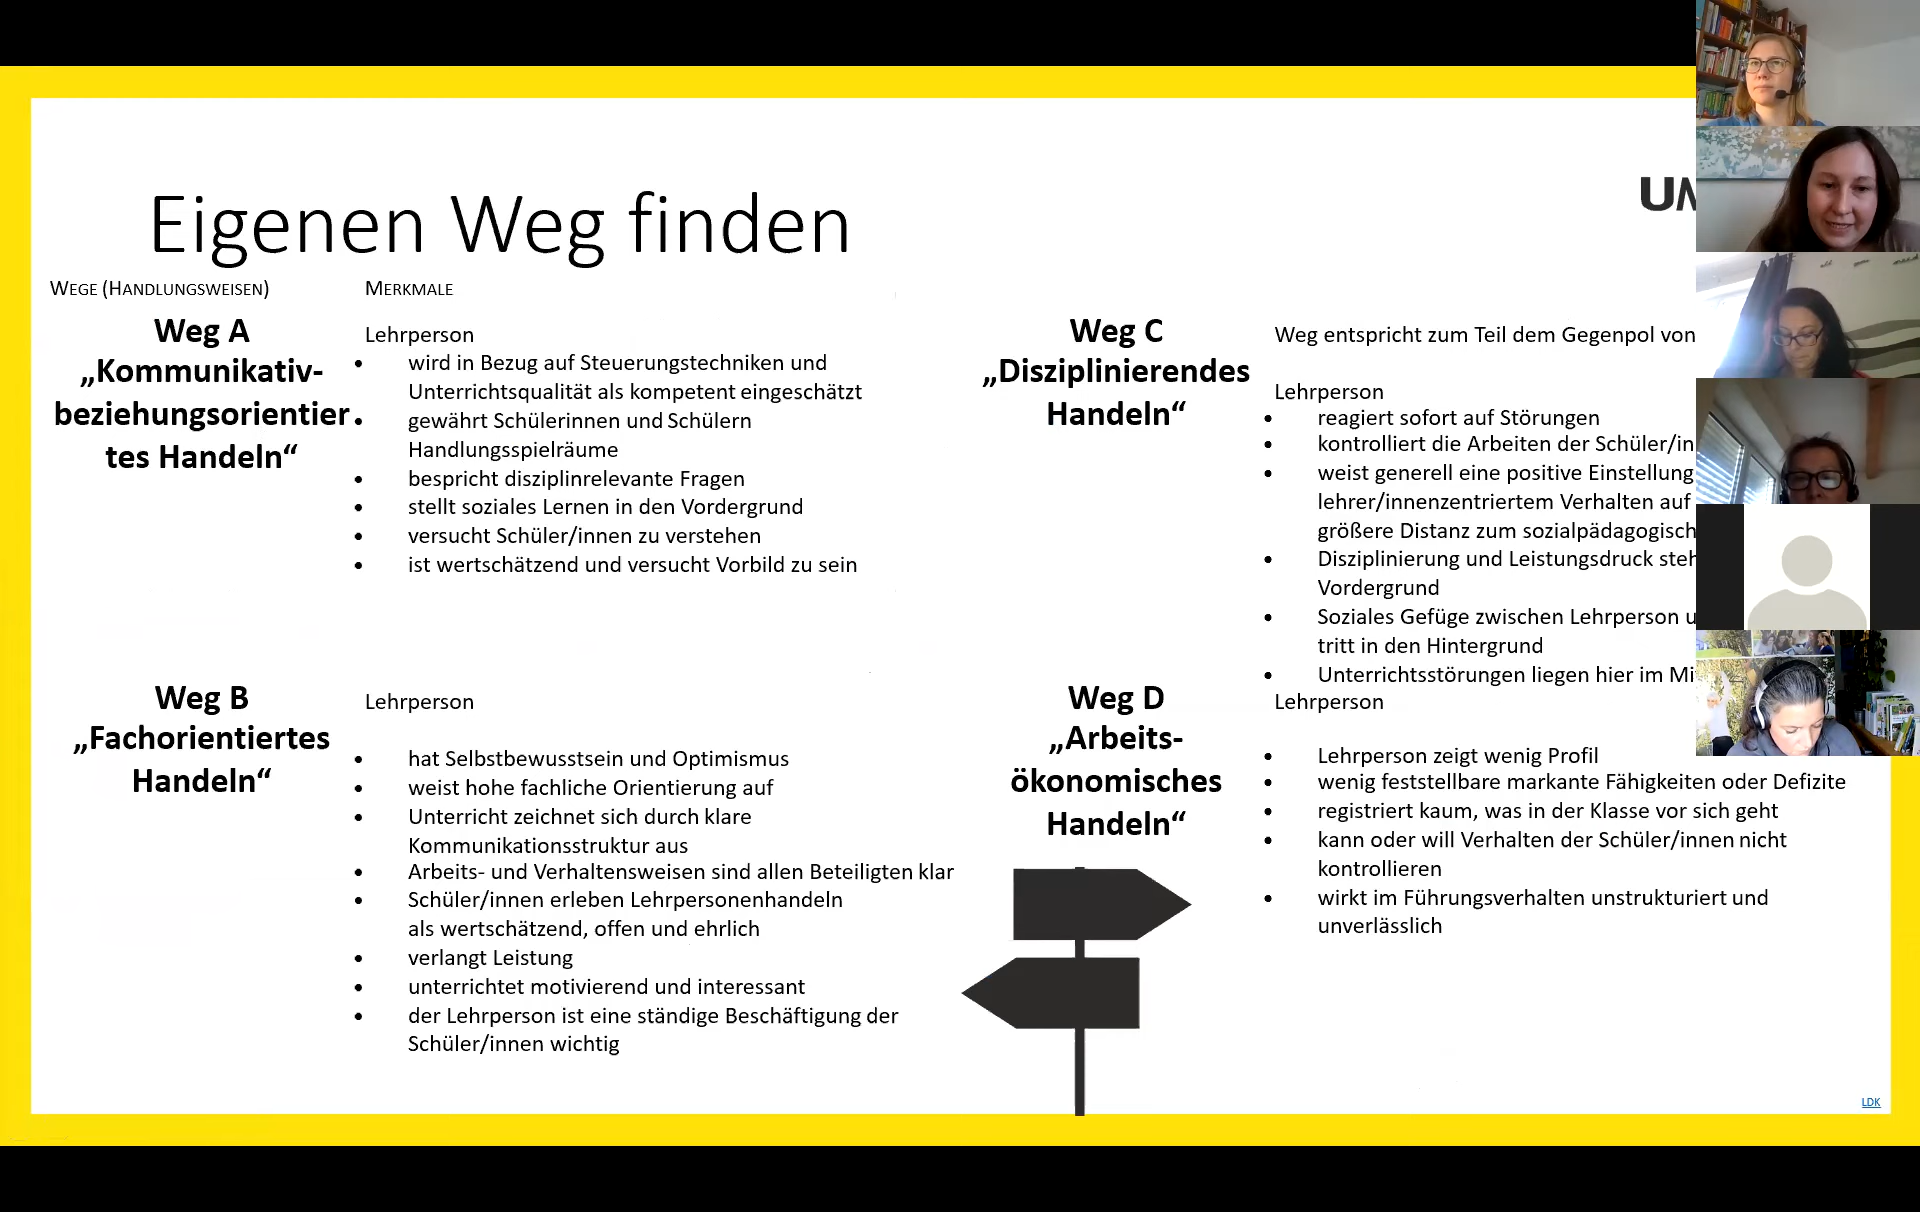 Eigenen Weg finden
WEGE (HANDLUNGSWEISEN)
MERKMALE
Weg A
„Kommunikativ-
beziehungsorientier
tes Handeln“
Lehrperson
• wird in Bezug auf Steuerungstechniken und
Unterrichtsqualität als kompetent eingeschätzt
• gewährt Schülerinnen und Schülern
Handlungsspielräume
• bespricht disziplinrelevante Fragen
• stellt soziales Lernen in den Vordergrund
• versucht Schüler/innen zu verstehen
• ist wertschätzend und versucht Vorbild zu sein
Weg B
„Fachorientiertes
Handeln“
Lehrperson
• hat Selbstbewusstsein und Optimismus
• weist hohe fachliche Orientierung auf
• Unterricht zeichnet sich durch klare
Kommunikationsstruktur aus
• Arbeits- und Verhaltensweisen sind allen Beteiligten klar
• Schüler/innen erleben Lehrpersonenhandeln
als wertschätzend, offen und ehrlich
• verlangt Leistung
• unterrichtet motivierend und interessant
• der Lehrperson ist eine ständige Beschäftigung der
Schüler/innen wichtig
Weg C
„Disziplinierendes
Handeln“
Weg entspricht zum Teil dem Gegenpol von
Lehrperson
• reagiert sofort auf Störungen
• kontrolliert die Arbeiten der Schüler/in
• weist generell eine positive Einstellung
lehrer/innenzentriertem Verhalten auf
größere Distanz zum sozialpädagogisch
• Disziplinierung und Leistungsdruck steh
Vordergrund
• Soziales Gefüge zwischen Lehrperson u
tritt in den Hintergrund
• Unterrichtsstörungen liegen hier im Mi
Weg D
„Arbeits-
ökonomisches
Handeln“
Lehrperson
• Lehrperson zeigt wenig Profil
• wenig feststellbare markante Fähigkeiten oder Defizite
• registriert kaum, was in der Klasse vor sich geht
• kann oder will Verhalten der Schüler/innen nicht
kontrollieren
• wirkt im Führungsverhalten unstrukturiert und
unverlässlich
LDK